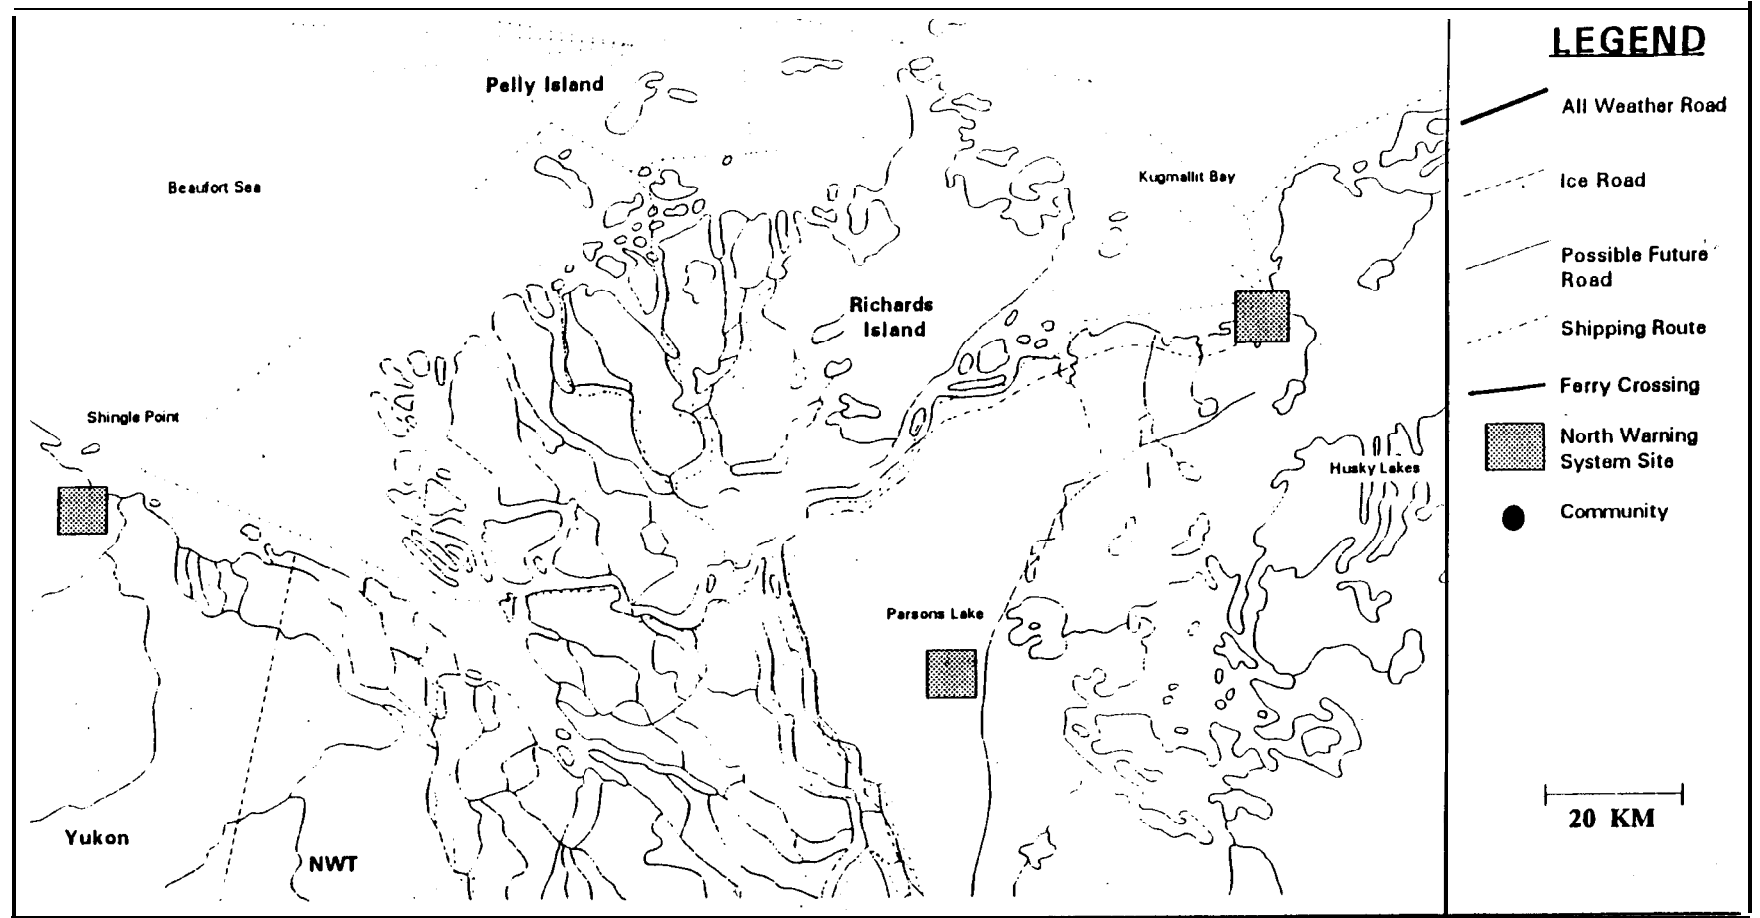 Pelly Island
Beaufort Sea
Kugmallit Bay
Richards
Island
Shingle Point
Husky Lakes
Parsons Lake
Yukon
NWT
LEGEND
All Weather Road
Ice Road
Possible Future
Road
Shipping Route
Ferry Crossing
North Warning
System Site
Community
20 KM